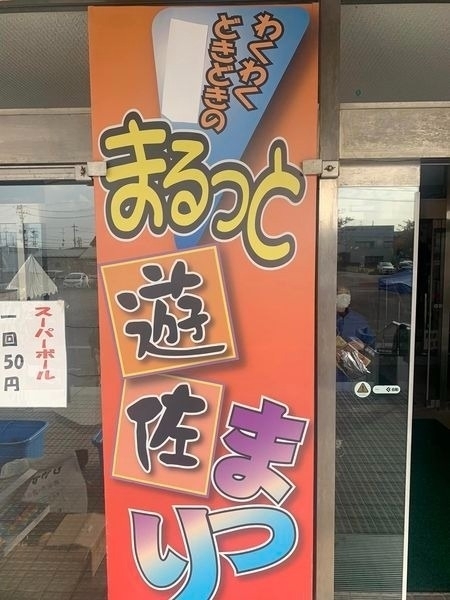 わくわく
どきどきの
まるっと
遊
佐
まつ
り
スーパーボール
一回50円